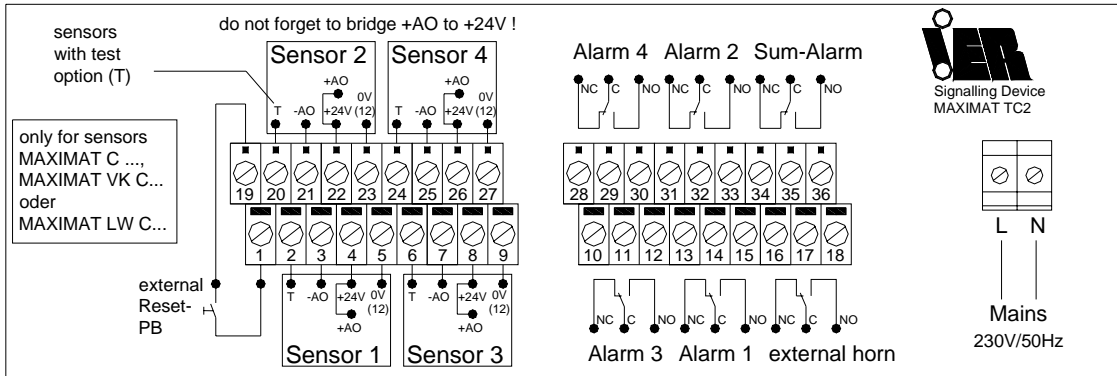 do not forget to bridge +AO to +24V !
sensors
with test
option (T)
Sensor 2
Sensor 4
+AO
+AO
T
-AO
+24V
0V
(12)
T
-AO
+24V
0V
(12)
Alarm 4
Alarm 2
Sum-Alarm
NC
C
NO
NC
C
NO
NC
C
NO
iER
Signalling Device
MAXIMAT TC2
only for sensors
MAXIMAT C ...,
MAXIMAT VK C...
oder
MAXIMAT LW C...
19 20 21 22 23 24 25 26 27
28 29 30 31 32 33 34 35 36
1 2 3 4 5 6 7 8 9
10 11 12 13 14 15 16 17 18
L N
external
Reset-
PB
T
-AO
+24V
0V
(12)
T
-AO
+24V
0V
(12)
+AO
+AO
Sensor 1
Sensor 3
NC
C
NO
NC
C
NO
NC
C
NO
Alarm 3
Alarm 1
external horn
Mains
230V/50Hz